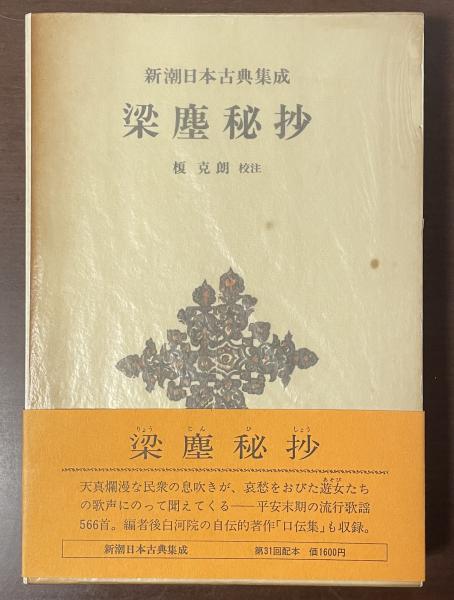 新潮日本古典集成
梁塵秘抄
榎克朗 校注
りょう じん ひ しょう
梁塵秘抄
天真爛漫な民衆の息吹きが、哀愁をおびた遊女たち
あそび
の歌声にのって聞えてくる――平安末期の流行歌謡
566首。編者後白河院の自伝的著作「口伝集」も収録。
新潮日本古典集成 第31回配本 価1600円